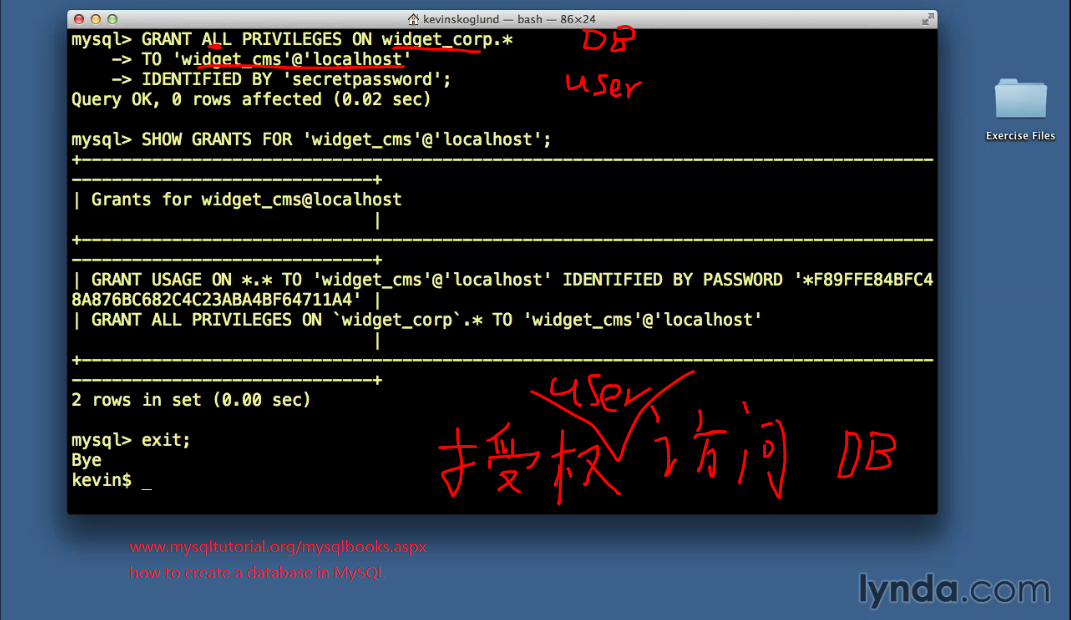 kevinskoglund — bash — 86×24
mysql> GRANT ALL PRIVILEGES ON widget_corp.* DB
-> TO 'widget_cms'@'localhost'
-> IDENTIFIED BY 'secretpassword'; user
Query OK, 0 rows affected (0.02 sec)
Exercise Files
mysql> SHOW GRANTS FOR 'widget_cms'@'localhost';
+--------------------------------------------------------------------------------------
------------------------------+
| Grants for widget_cms@localhost
|
+--------------------------------------------------------------------------------------
------------------------------+
| GRANT USAGE ON *.* TO 'widget_cms'@'localhost' IDENTIFIED BY PASSWORD '*F89FFE84BFC4
8A876BC682C4C23ABA4BF64711A4' |
| GRANT ALL PRIVILEGES ON `widget_corp`.* TO 'widget_cms'@'localhost'
|
+--------------------------------------------------------------------------------------
------------------------------+
2 rows in set (0.00 sec)
user
mysql> exit;
授权 访问 DB
Bye
kevin$ _
www.mysqltutorial.org/mysqlbooks.aspx
how to create a database in MySQL
lynda.com